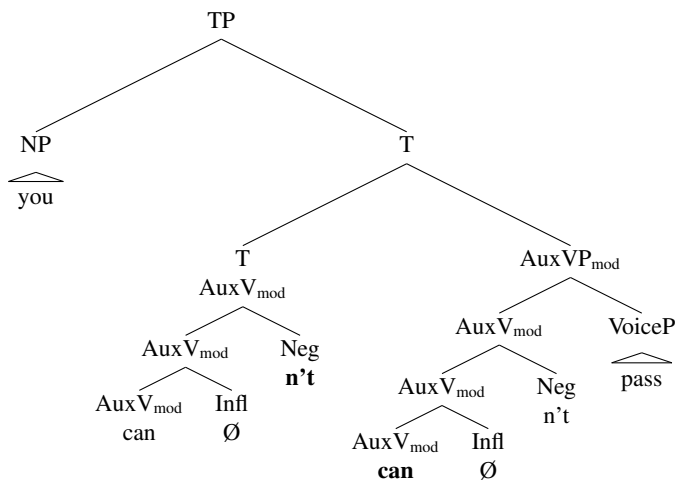 TP
NP T
you
T AuxVPmod
AuxVmod
AuxVmod VoiceP
AuxVmod Neg
n't pass
AuxVmod Neg
n't
AuxVmod Infl
can Ø
AuxVmod Infl
can Ø